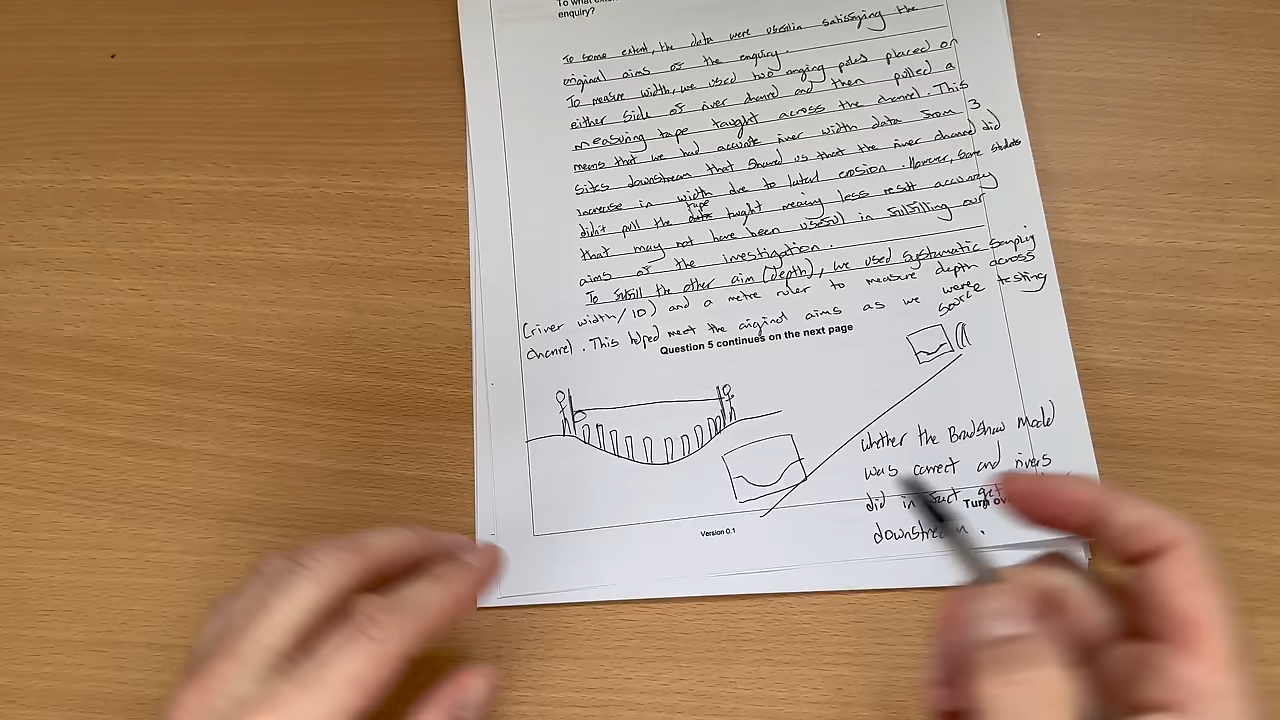 To what
enquiry?
To some extent, the data were useful in satisfying the
original aims of the enquiry.
To measure width, we used two ranging poles placed on
either side of river channel and then pulled a
measuring tape taught across the channel. This
means that we had accurate river width data from 3
sites downstream that showed us that the river channel did
increase in width due to lateral erosion. However, some students
didn't pull the tape taught meaning less result accuracy
that may not have been useful in fulfilling our
aims of the investigation.
To fulfill the other aim (depth), we used systematic sampling
(river width/10) and a metre ruler to measure depth across
channel. This helped meet the original aims as we were testing
Question 5 continues on the next page
source
whether the Bradshaw Model
was correct and rivers
did in fact get
Turn
downstream.
Version 0.1